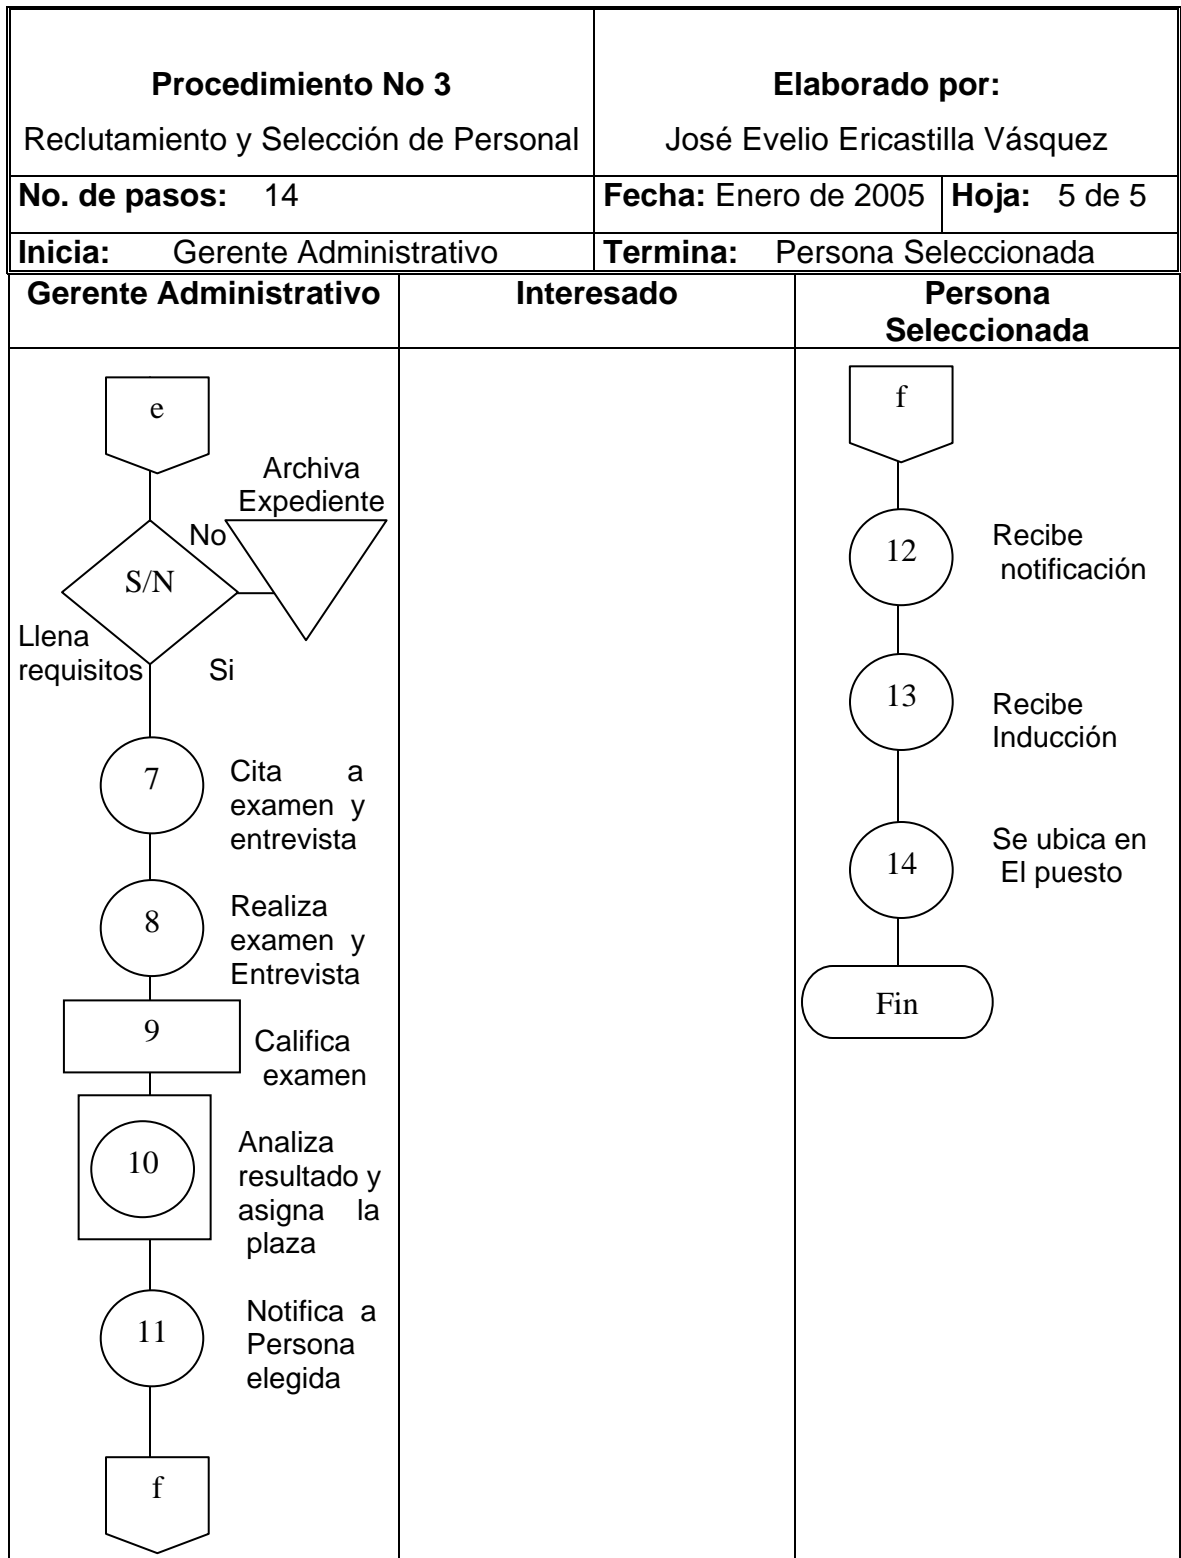 Procedimiento No 3
Reclutamiento y Selección de Personal
Elaborado por:
José Evelio Ericastilla Vásquez
No. de pasos: 14
Fecha: Enero de 2005
Hoja: 5 de 5
Inicia: Gerente Administrativo
Termina: Persona Seleccionada
Gerente Administrativo
Interesado
Persona
Seleccionada
e
Archiva
Expediente
No
S/N
Llena
requisitos
Si
7
Cita a
examen y
entrevista
8
Realiza
examen y
Entrevista
9
Califica
examen
10
Analiza
resultado y
asigna la
plaza
11
Notifica a
Persona
elegida
f
f
12
Recibe
notificación
13
Recibe
Inducción
14
Se ubica en
El puesto
Fin